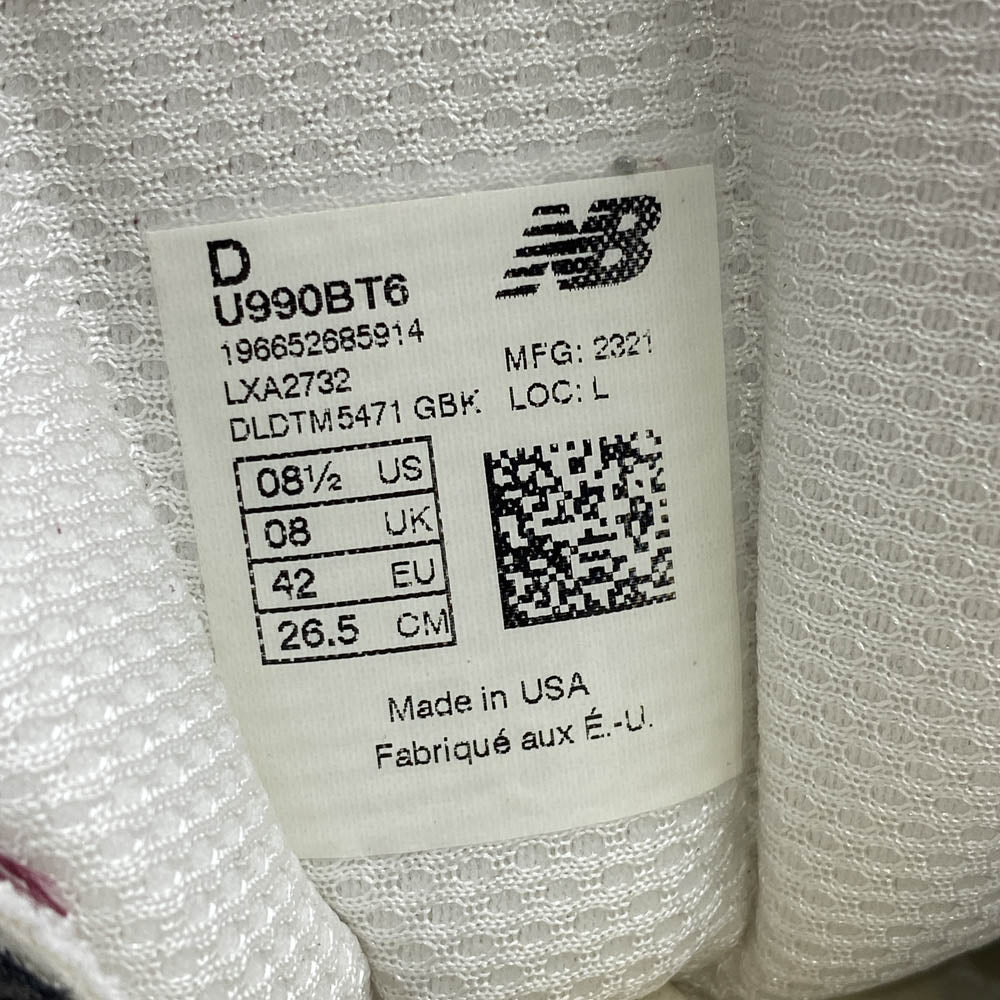 D
U990BT6
196652685914
LXA2732
DLDTM5471 GBK
NB
MFG: 2321
LOC: L
08½ US
08 UK
42 EU
26.5 CM
Made in USA
Fabriqué aux É.-U.